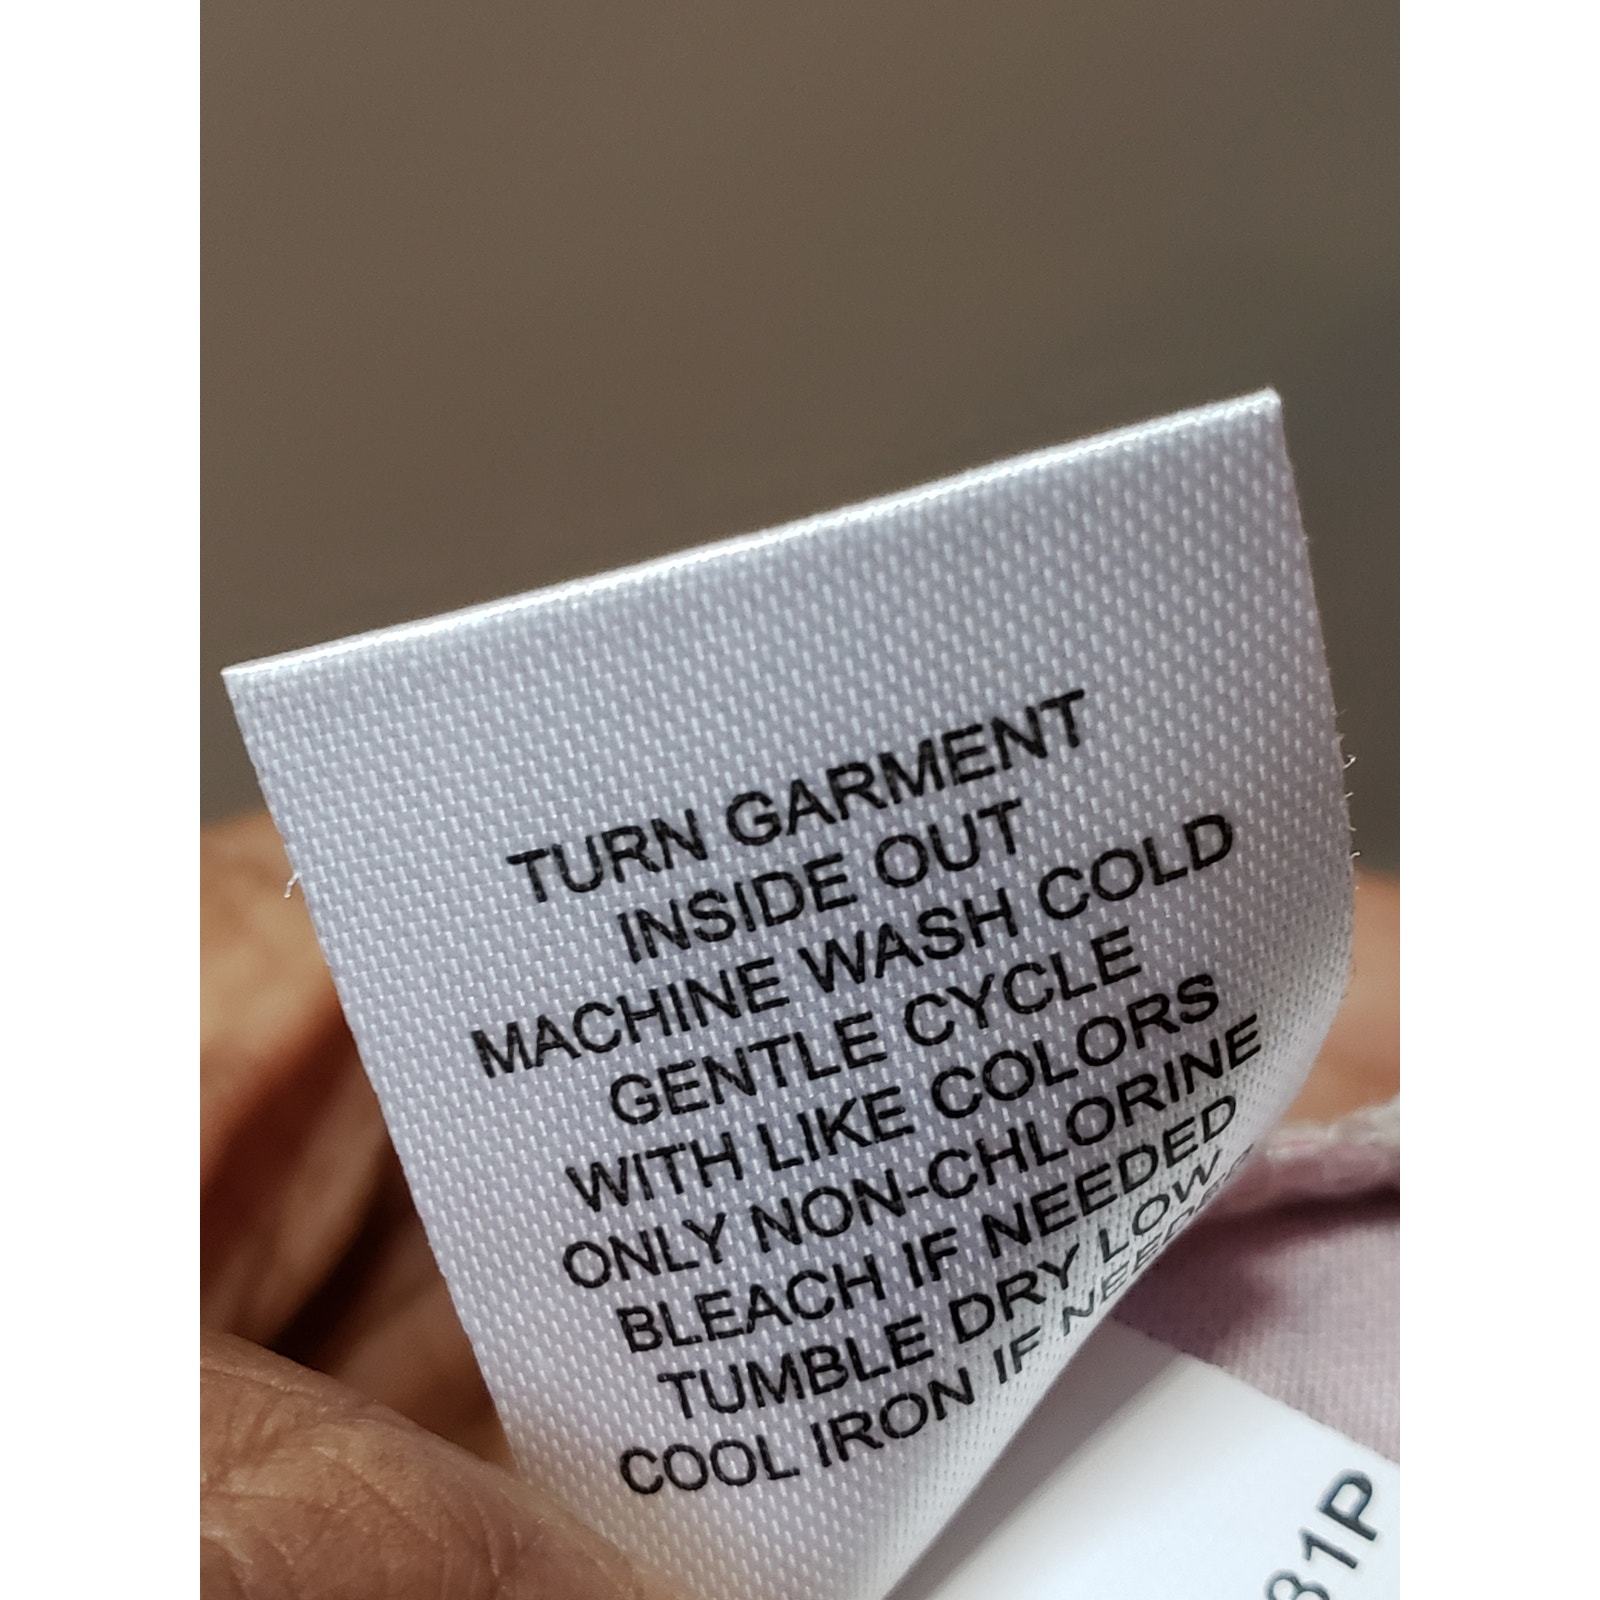 TURN GARMENT
INSIDE OUT
MACHINE WASH COLD
GENTLE CYCLE
WITH LIKE COLORS
ONLY NON-CHLORINE
BLEACH IF NEEDED
TUMBLE DRY LOW
COOL IRON IF NEEDED
31P